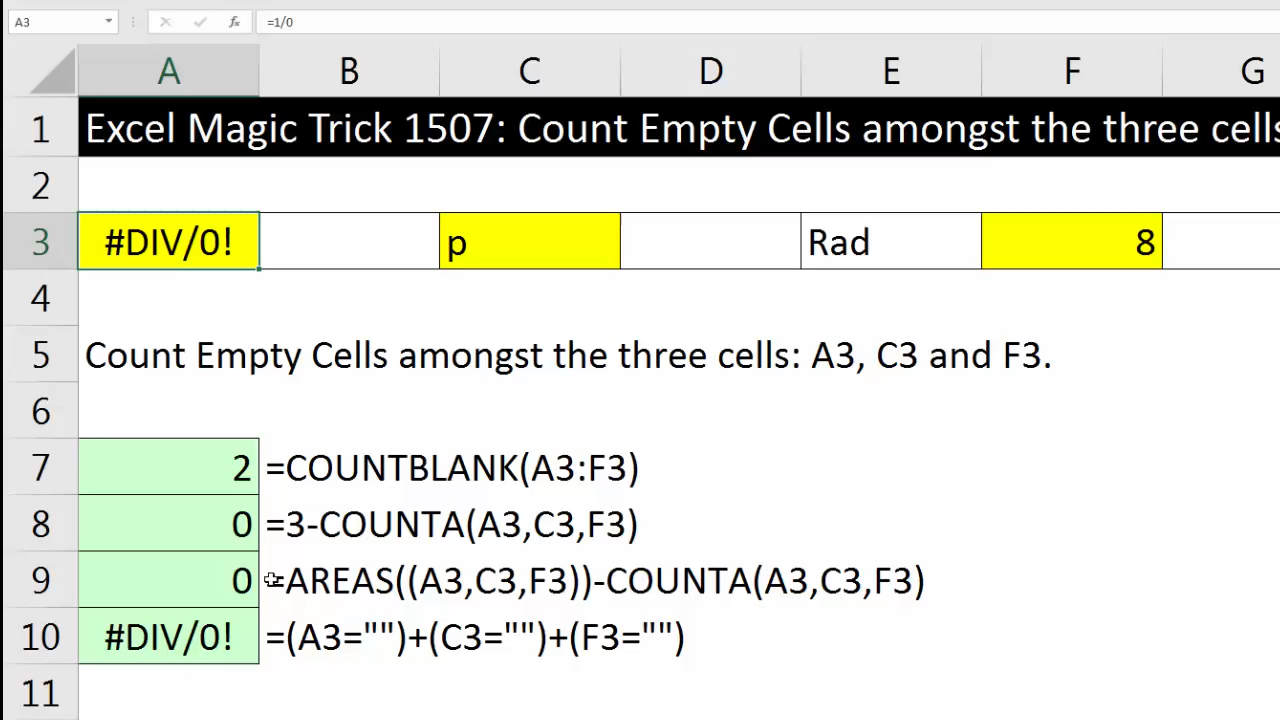 A3 fx =1/0
A B C D E F G
1 Excel Magic Trick 1507: Count Empty Cells amongst the three cells
2
3 #DIV/0! p Rad 8
4
5 Count Empty Cells amongst the three cells: A3, C3 and F3.
6
7 2 =COUNTBLANK(A3:F3)
8 0 =3-COUNTA(A3,C3,F3)
9 0 =AREAS((A3,C3,F3))-COUNTA(A3,C3,F3)
10 #DIV/0! =(A3="")+(C3="")+(F3="")
11